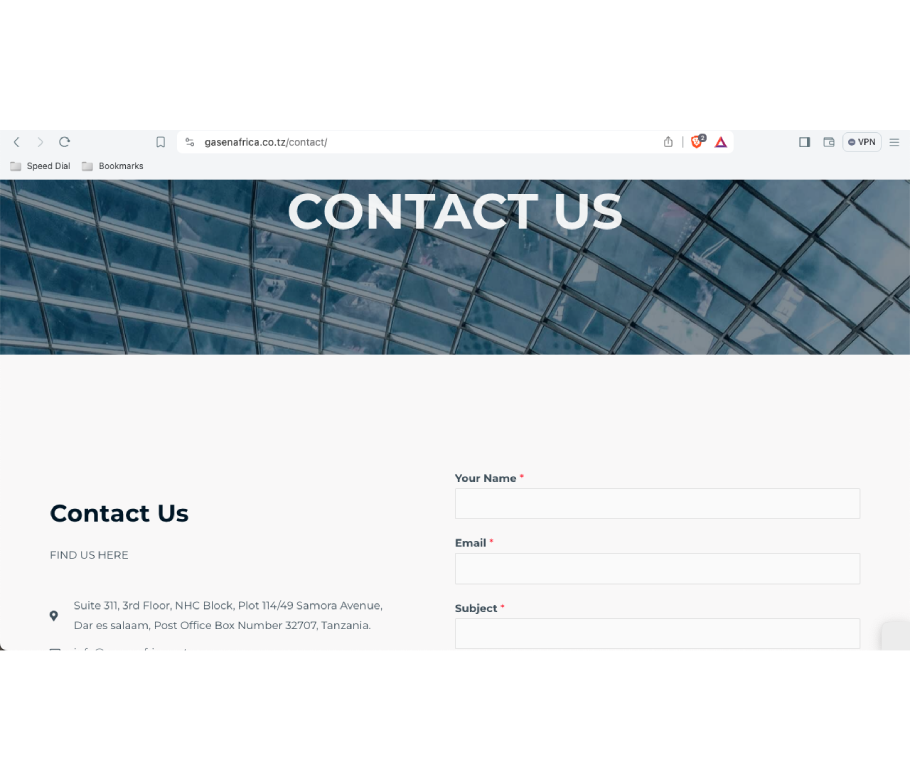 gasenafrica.co.tz/contact/
2
VPN
Speed Dial
Bookmarks
CONTACT US
Contact Us
FIND US HERE
Suite 311, 3rd Floor, NHC Block, Plot 114/49 Samora Avenue,
Dar es salaam, Post Office Box Number 32707, Tanzania.
Your Name *
Email *
Subject *